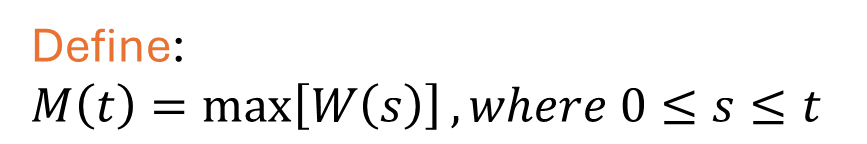 Define:
M(t) = max[W(s)] , where 0 ≤ s ≤ t